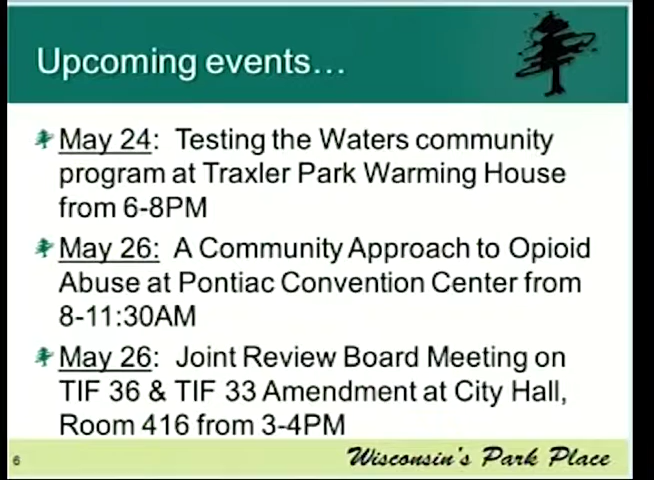 Upcoming events…
May 24: Testing the Waters community
program at Traxler Park Warming House
from 6-8PM
May 26: A Community Approach to Opioid
Abuse at Pontiac Convention Center from
8-11:30AM
May 26: Joint Review Board Meeting on
TIF 36 & TIF 33 Amendment at City Hall,
Room 416 from 3-4PM
6
Wisconsin's Park Place